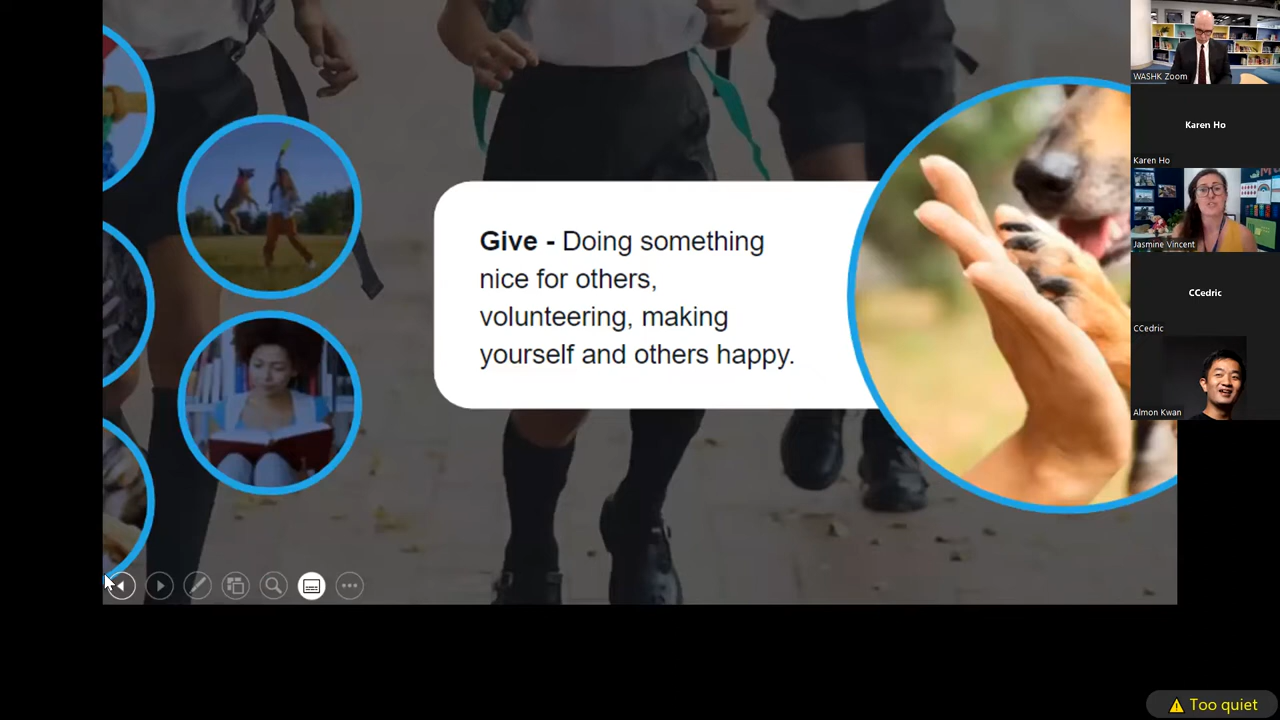 Give - Doing something
nice for others,
volunteering, making
yourself and others happy.
WASHK Zoom
Karen Ho
Karen Ho
Jasmine Vincent
CCedric
CCedric
Almon Kwan
Too quiet